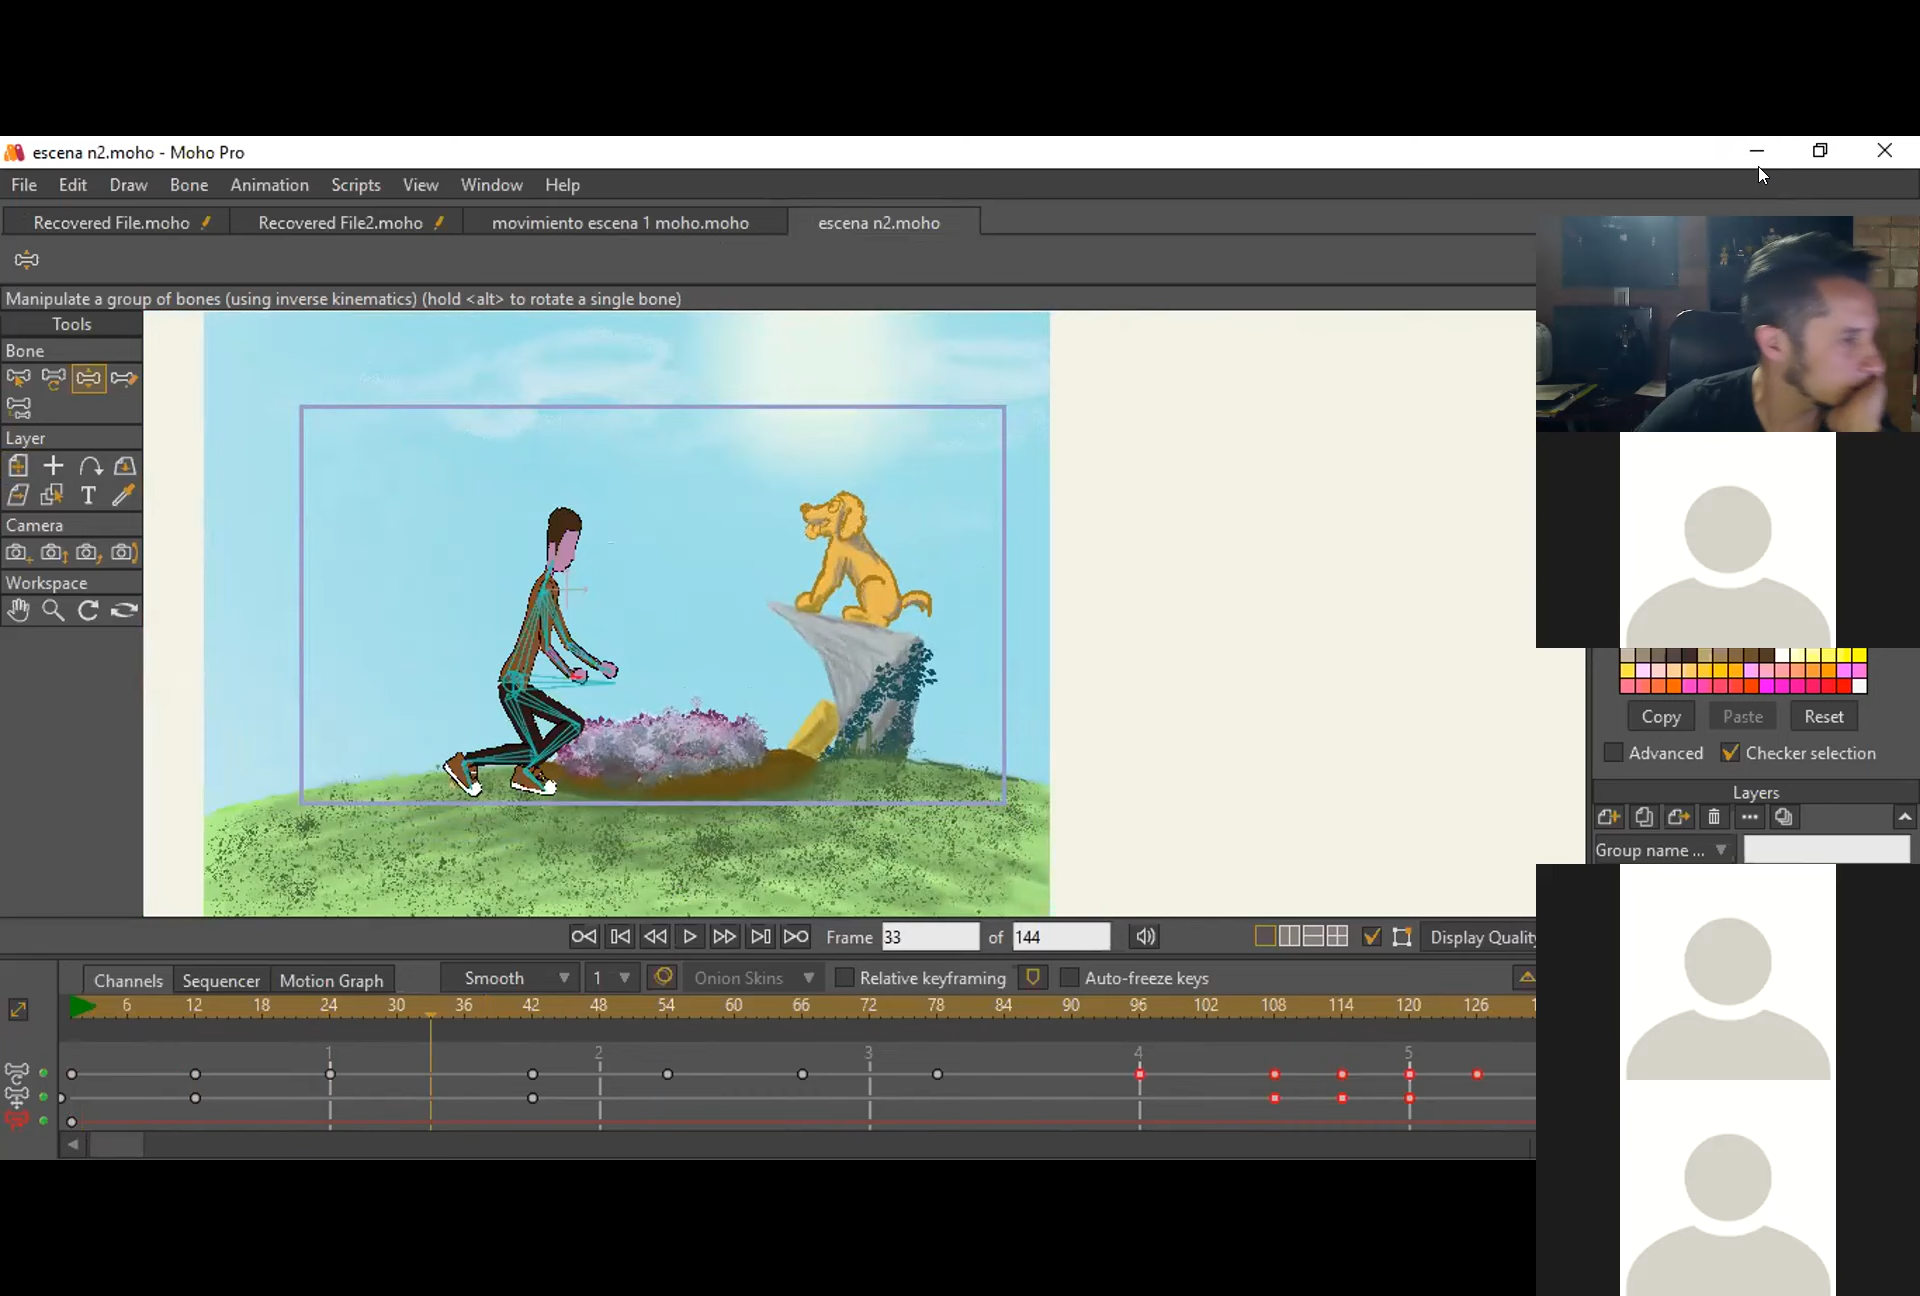 escena n2.moho - Moho Pro
File Edit Draw Bone Animation Scripts View Window Help
Recovered File.moho Recovered File2.moho movimiento escena 1 moho.moho escena n2.moho
Manipulate a group of bones (using inverse kinematics) (hold <alt> to rotate a single bone)
Tools
Bone
Layer
T
Camera
Workspace
Copy Paste Reset
Advanced Checker selection
Layers
Group name ...
Frame 33 of 144 Display Quality
Channels Sequencer Motion Graph Smooth 1 Onion Skins Relative keyframing Auto-freeze keys
6 12 18 24 30 36 42 48 54 60 66 72 78 84 90 96 102 108 114 120 126
1 2 3 4 5